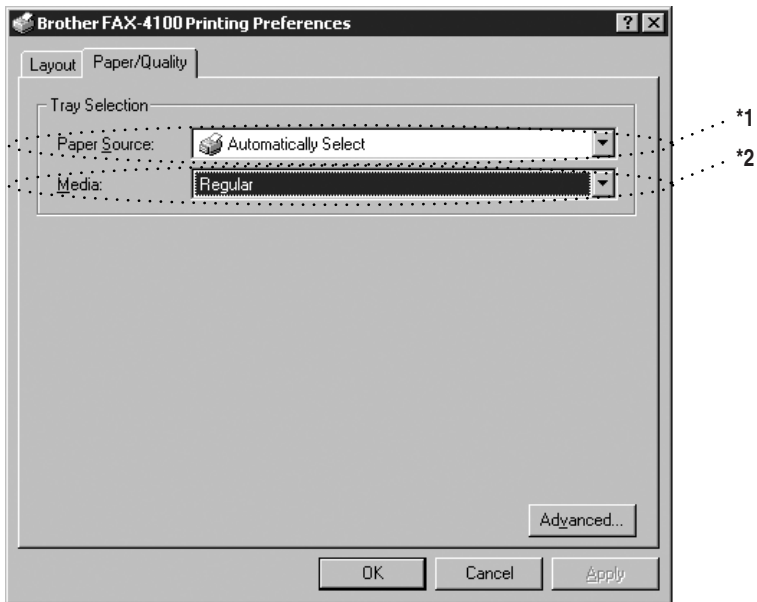 Brother FAX-4100 Printing Preferences
Layout Paper/Quality
Tray Selection
Paper Source: Automatically Select *1
Media: Regular *2
Advanced...
OK Cancel Apply